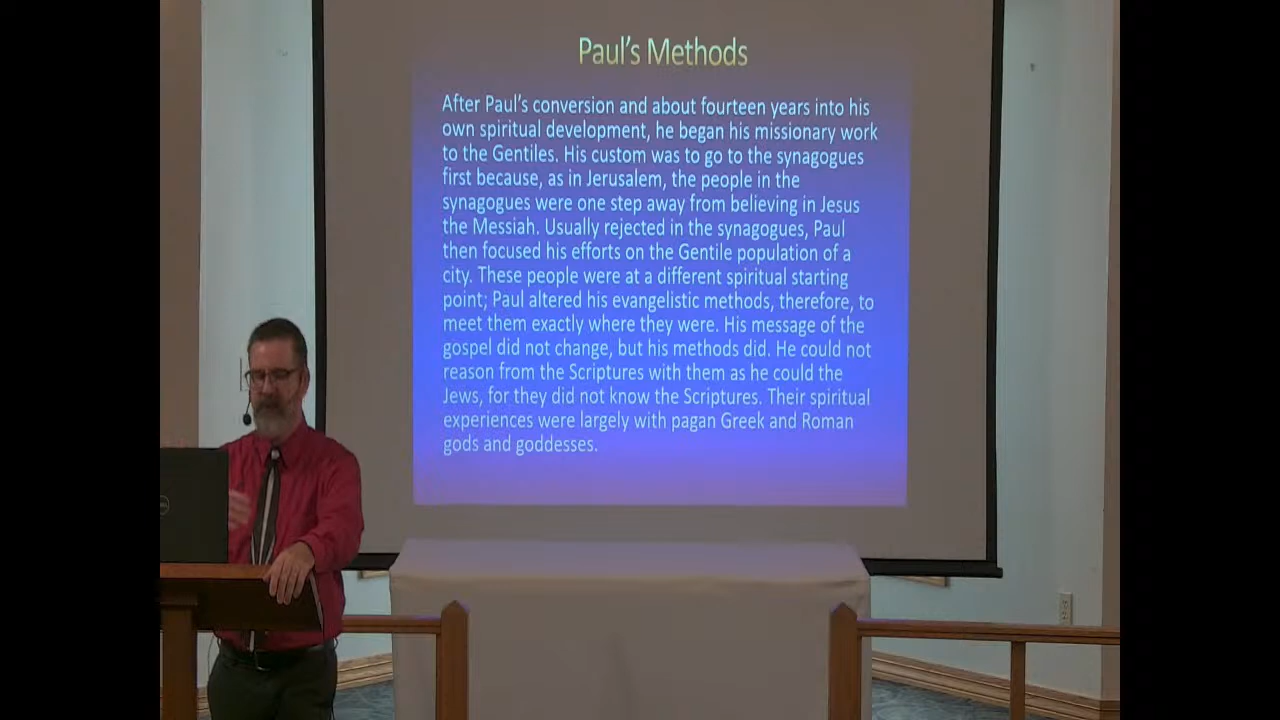 Paul's Methods
After Paul's conversion and about fourteen years into his
own spiritual development, he began his missionary work
to the Gentiles. His custom was to go to the synagogues
first because, as in Jerusalem, the people in the
synagogues were one step away from believing in Jesus
the Messiah. Usually rejected in the synagogues, Paul
then focused his efforts on the Gentile population of a
city. These people were at a different spiritual starting
point; Paul altered his evangelistic methods, therefore, to
meet them exactly where they were. His message of the
gospel did not change, but his methods did. He could not
reason from the Scriptures with them as he could the
Jews, for they did not know the Scriptures. Their spiritual
experiences were largely with pagan Greek and Roman
gods and goddesses.